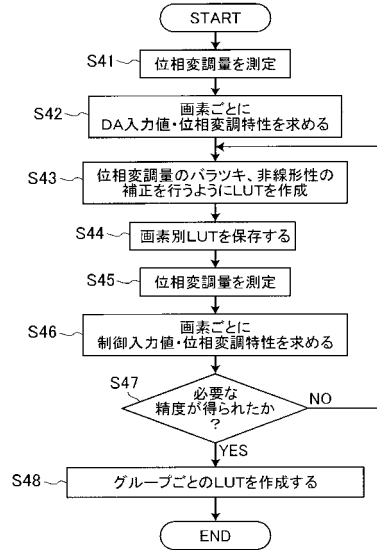 START
S41
位相変調量を測定
S42
画素ごとに
DA入力値・位相変調特性を求める
S43
位相変調量のバラツキ、非線形性の
補正を行うようにLUTを作成
S44
画素別LUTを保存する
S45
位相変調量を測定
S46
画素ごとに
制御入力値・位相変調特性を求める
S47
必要な
精度が得られたか
?
NO
YES
S48
グループごとのLUTを作成する
END